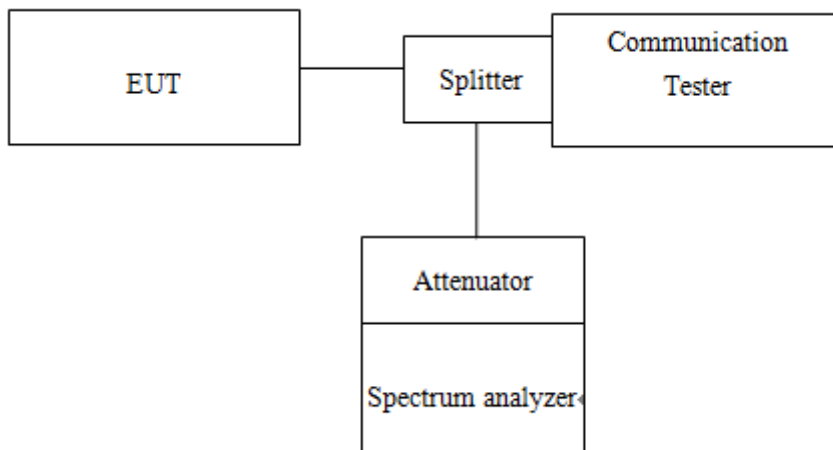 EUT
Splitter
Communication
Tester
Attenuator
Spectrum analyzer